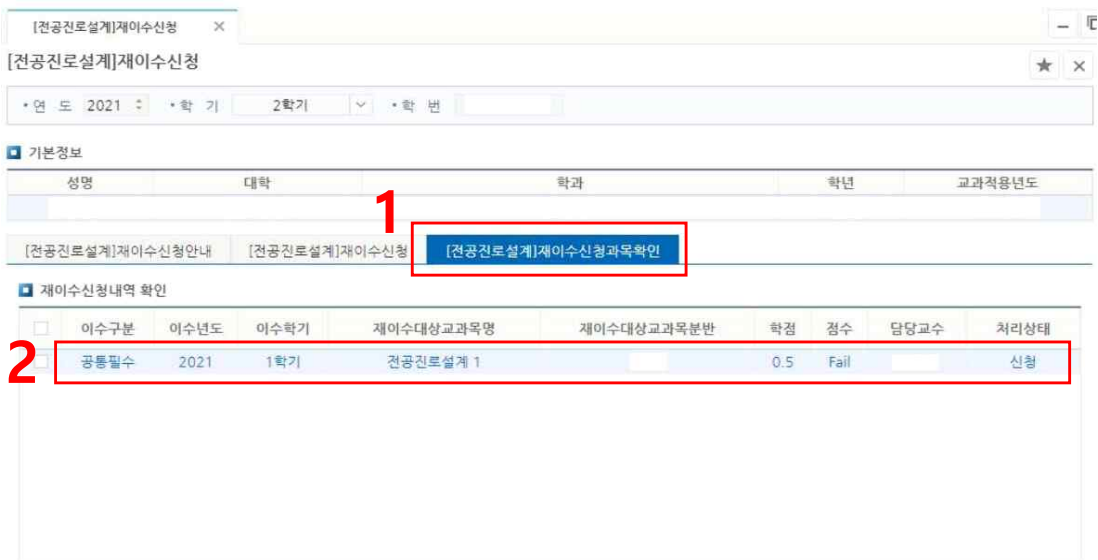 [전공진로설계]재이수신청
[전공진로설계]재이수신청
•연 도 2021 •학 기 2학기 •학 번
기본정보
성명 대학 학과 학년 교과적용년도
1
[전공진로설계]재이수신청안내 [전공진로설계]재이수신청 [전공진로설계]재이수신청과목확인
재이수신청내역 확인
이수구분 이수년도 이수학기 재이수대상교과목명 재이수대상교과목분반 학점 점수 담당교수 처리상태
2 공통필수 2021 1학기 전공진로설계 1 0.5 Fail 신청